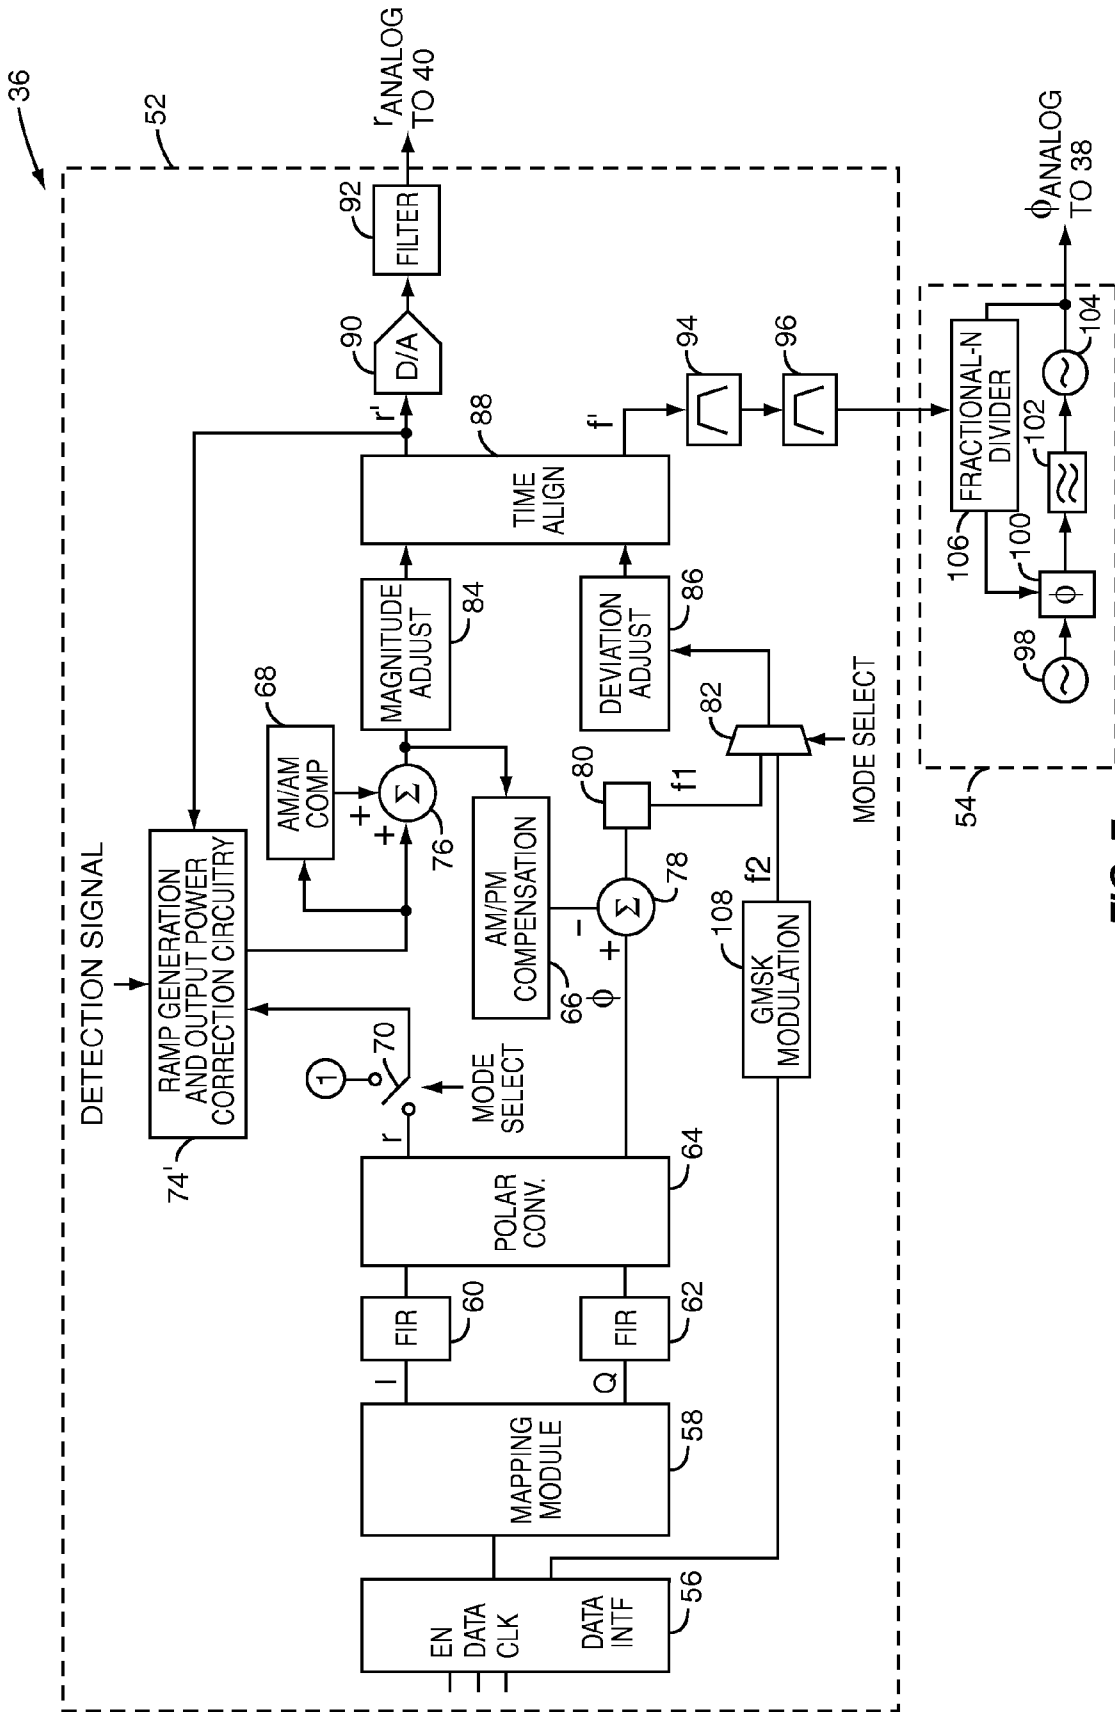 36
52
DETECTION SIGNAL
RAMP GENERATION
AND OUTPUT POWER
CORRECTION CIRCUITRY
74'
1
70
MODE
SELECT
r
AM/AM
COMP
68
+
+
Σ
76
MAGNITUDE
ADJUST
84
r'
D/A
90
FILTER
92
rANALOG
TO 40
EN
DATA
CLK
DATA
INTF
56
MAPPING
MODULE
58
I
Q
FIR
60
FIR
62
POLAR
CONV.
64
AM/PM
COMPENSATION
66
ϕ
-
+
Σ
78
80
f1
TIME
ALIGN
88
f'
94
96
DEVIATION
ADJUST
86
82
MODE SELECT
f2
GMSK
MODULATION
108
54
FRACTIONAL-N
DIVIDER
106
98
ϕ
100
102
104
ϕANALOG
TO 38